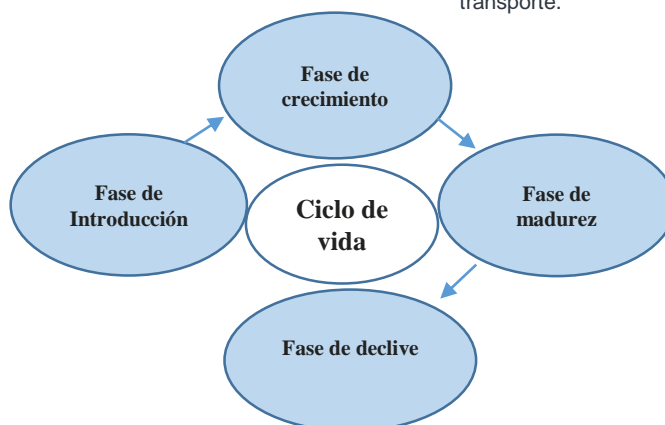 transporte.
Fase de
crecimiento
Fase de
Introducción
Ciclo de
vida
Fase de
madurez
Fase de declive